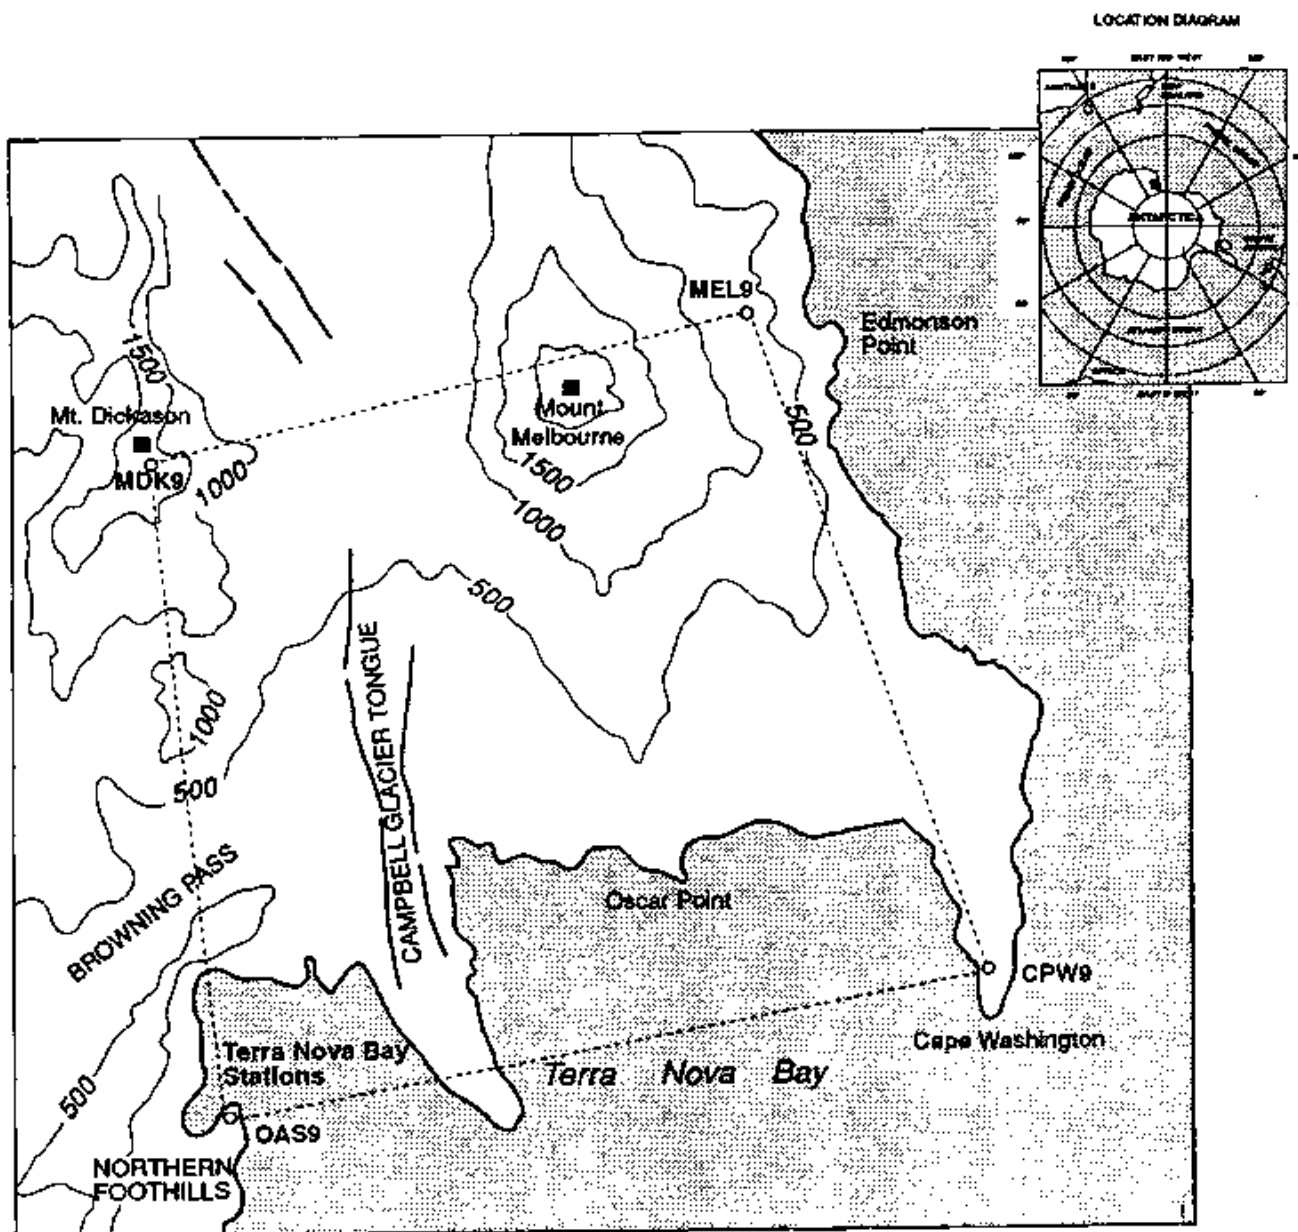 LOCATION DIAGRAM
ANTARCTIC
MEL9
Edmonson
Point
1500
Mt. Dickason
MDK9
1000
Mount
Melbourne
500
1500
1000
500
1000
500
CAMPBELL GLACIER TONGUE
BROWNING PASS
Oscar Point
CPW9
Cape Washington
Terra Nova Bay
Stations
Terra Nova Bay
500
OAS9
NORTHERN
FOOTHILLS